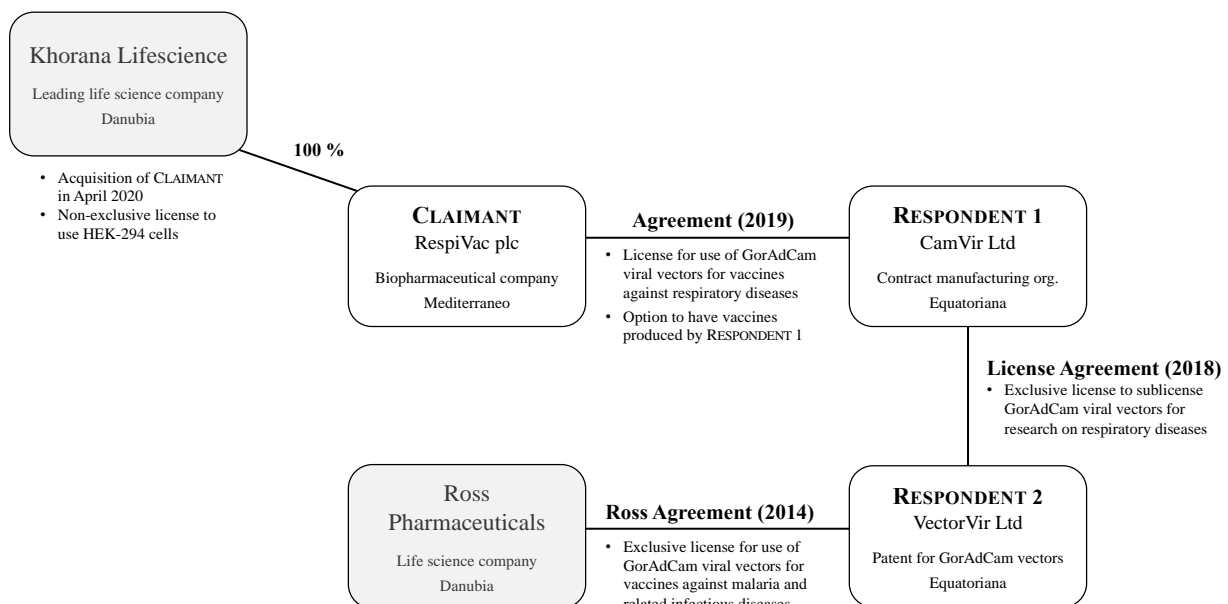 Khorana Lifescience
Leading life science company
Danubia
100 %
• Acquisition of CLAIMANT
in April 2020
• Non-exclusive license to
use HEK-294 cells
CLAIMANT
RespiVac plc
Biopharmaceutical company
Mediterraneo
Agreement (2019)
• License for use of GorAdCam
viral vectors for vaccines
against respiratory diseases
• Option to have vaccines
produced by RESPONDENT 1
RESPONDENT 1
CamVir Ltd
Contract manufacturing org.
Equatoriana
License Agreement (2018)
• Exclusive license to sublicense
GorAdCam viral vectors for
research on respiratory diseases
Ross
Pharmaceuticals
Life science company
Danubia
Ross Agreement (2014)
• Exclusive license for use of
GorAdCam viral vectors for
vaccines against malaria and
related infectious diseases
RESPONDENT 2
VectorVir Ltd
Patent for GorAdCam vectors
Equatoriana